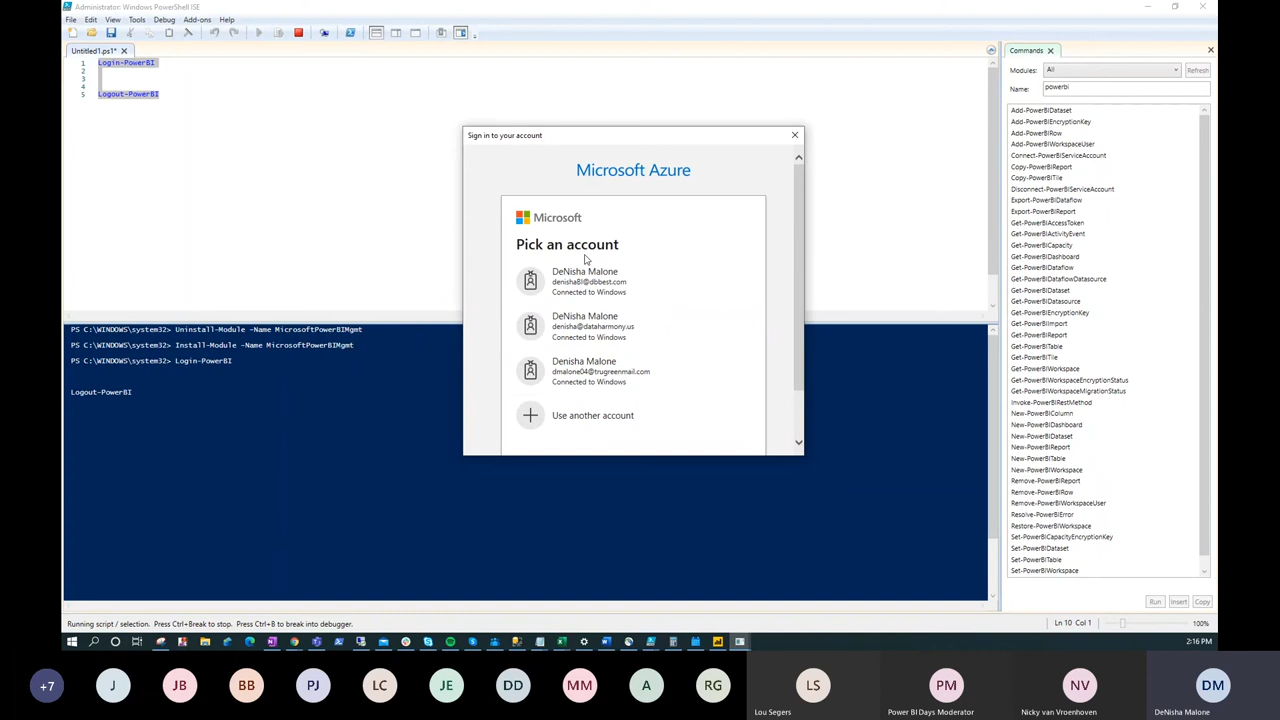 Administrator: Windows PowerShell ISE
File Edit View Tools Debug Add-ons Help
Untitled1.ps1* ✕
1 Login-PowerBI
2
3
4
5 Logout-PowerBI
PS C:\WINDOWS\system32> Uninstall-Module -Name MicrosoftPowerBIMgmt
PS C:\WINDOWS\system32> Install-Module -Name MicrosoftPowerBIMgmt
PS C:\WINDOWS\system32> Login-PowerBI
Logout-PowerBI
Sign in to your account
Microsoft Azure
Microsoft
Pick an account
DeNisha Malone
denishaBI@dbbest.com
Connected to Windows
DeNisha Malone
denisha@dataharmony.us
Connected to Windows
Denisha Malone
dmalone04@trugreenmail.com
Connected to Windows
Use another account
Commands
Modules: All Refresh
Name: powerbi
Add-PowerBIDataset
Add-PowerBIEncryptionKey
Add-PowerBIRow
Add-PowerBIWorkspaceUser
Connect-PowerBIServiceAccount
Copy-PowerBIReport
Copy-PowerBITile
Disconnect-PowerBIServiceAccount
Export-PowerBIDataflow
Export-PowerBIReport
Get-PowerBIAccessToken
Get-PowerBIActivityEvent
Get-PowerBICapacity
Get-PowerBIDashboard
Get-PowerBIDataflow
Get-PowerBIDataflowDatasource
Get-PowerBIDataset
Get-PowerBIDatasource
Get-PowerBIEncryptionKey
Get-PowerBIImport
Get-PowerBIReport
Get-PowerBITable
Get-PowerBITile
Get-PowerBIWorkspace
Get-PowerBIWorkspaceEncryptionStatus
Get-PowerBIWorkspaceMigrationStatus
Invoke-PowerBIRestMethod
New-PowerBIColumn
New-PowerBIDashboard
New-PowerBIDataset
New-PowerBIReport
New-PowerBITable
New-PowerBIWorkspace
Remove-PowerBIReport
Remove-PowerBIRow
Remove-PowerBIWorkspaceUser
Resolve-PowerBIError
Restore-PowerBIWorkspace
Set-PowerBICapacityEncryptionKey
Set-PowerBIDataset
Set-PowerBITable
Set-PowerBIWorkspace
Run Insert Copy
Running script / selection. Press Ctrl+Break to stop. Press Ctrl+B to break into debugger.
Ln 10 Col 1 100%
2:16 PM
+7 J JB BB PJ LC JE DD MM A RG LS PM NV DM
Lou Segers Power BI Days Moderator Nicky van Vroenhoven DeNisha Malone